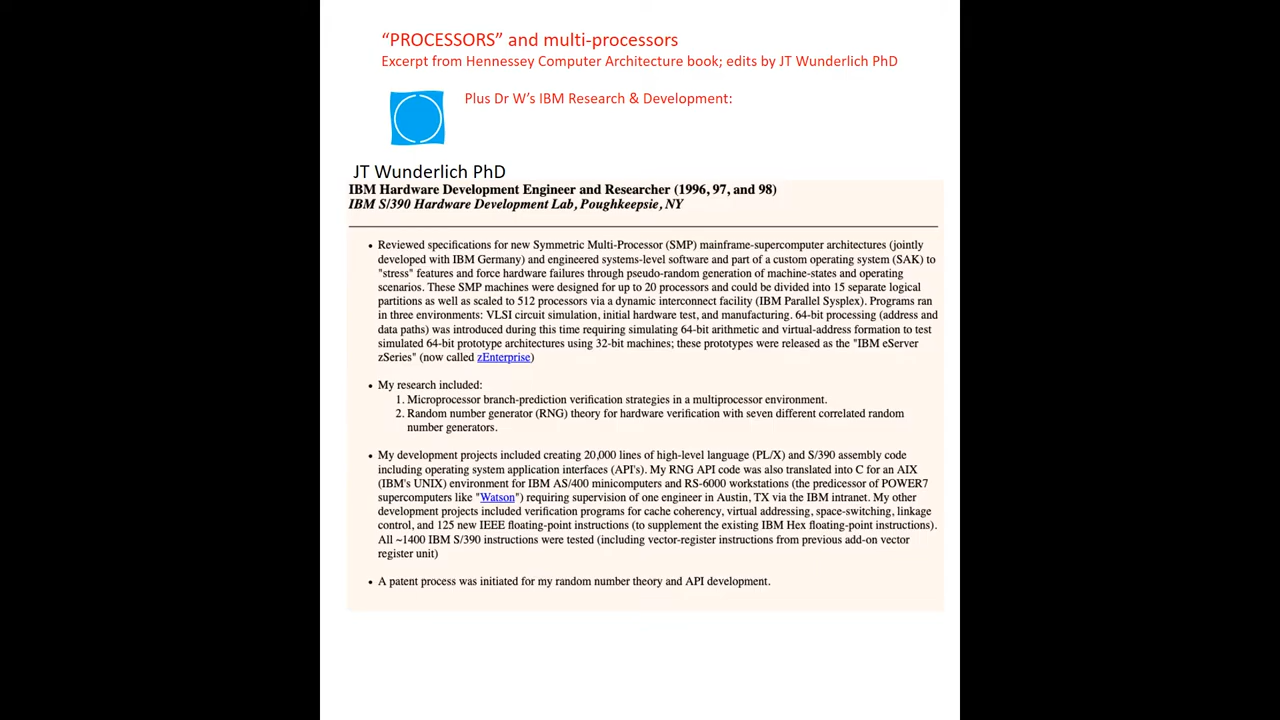 “PROCESSORS” and multi-processors
Excerpt from Hennessey Computer Architecture book; edits by JT Wunderlich PhD
Plus Dr W’s IBM Research & Development:
JT Wunderlich PhD
IBM Hardware Development Engineer and Researcher (1996, 97, and 98)
IBM S/390 Hardware Development Lab, Poughkeepsie, NY
• Reviewed specifications for new Symmetric Multi-Processor (SMP) mainframe-supercomputer architectures (jointly
developed with IBM Germany) and engineered systems-level software and part of a custom operating system (SAK) to
"stress" features and force hardware failures through pseudo-random generation of machine-states and operating
scenarios. These SMP machines were designed for up to 20 processors and could be divided into 15 separate logical
partitions as well as scaled to 512 processors via a dynamic interconnect facility (IBM Parallel Sysplex). Programs ran
in three environments: VLSI circuit simulation, initial hardware test, and manufacturing. 64-bit processing (address and
data paths) was introduced during this time requiring simulating 64-bit arithmetic and virtual-address formation to test
simulated 64-bit prototype architectures using 32-bit machines; these prototypes were released as the "IBM eServer
zSeries" (now called zEnterprise)
• My research included:
1. Microprocessor branch-prediction verification strategies in a multiprocessor environment.
2. Random number generator (RNG) theory for hardware verification with seven different correlated random
number generators.
• My development projects included creating 20,000 lines of high-level language (PL/X) and S/390 assembly code
including operating system application interfaces (API's). My RNG API code was also translated into C for an AIX
(IBM's UNIX) environment for IBM AS/400 minicomputers and RS-6000 workstations (the predicessor of POWER7
supercomputers like "Watson") requiring supervision of one engineer in Austin, TX via the IBM intranet. My other
development projects included verification programs for cache coherency, virtual addressing, space-switching, linkage
control, and 125 new IEEE floating-point instructions (to supplement the existing IBM Hex floating-point instructions).
All ~1400 IBM S/390 instructions were tested (including vector-register instructions from previous add-on vector
register unit)
• A patent process was initiated for my random number theory and API development.